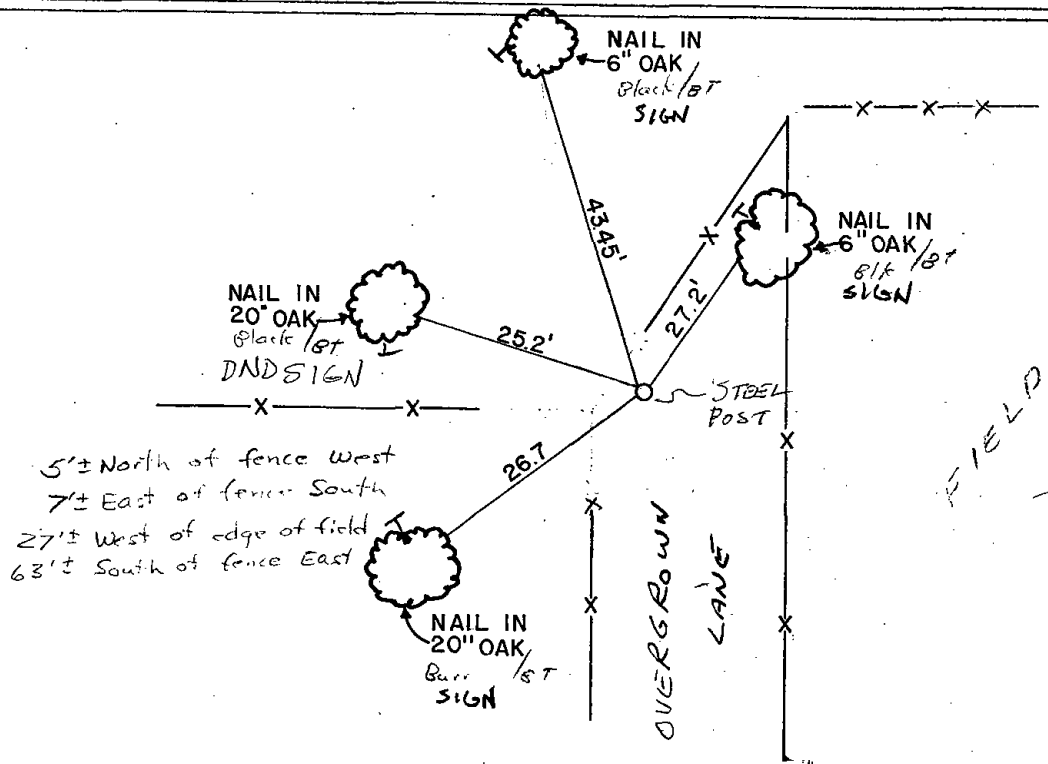 NAIL IN
6" OAK
Black/BT
SIGN
43.45'
NAIL IN
6" OAK
Blk/BT
SIGN
27.2'
NAIL IN
20" OAK
Black/BT
DND SIGN
25.2'
STEEL
POST
26.7
5'± North of fence West
7'± East of fence South
27'± West of edge of field
63'± South of fence East
FIELD
NAIL IN
20" OAK
Burr/BT
SIGN
OVERGROWN
LANE